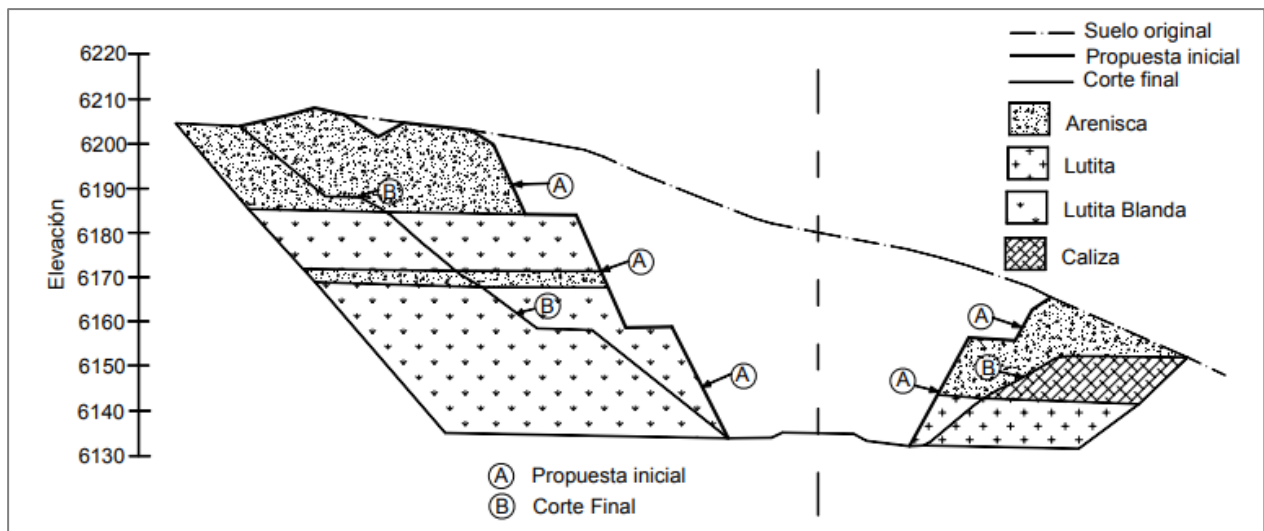 Suelo original
Propuesta inicial
Corte final
Arenisca
Lutita
Lutita Blanda
Caliza
Elevación
6220
6210
6200
6190
6180
6170
6160
6150
6140
6130
A
B
A
B
A
A
B
A
A Propuesta inicial
B Corte Final